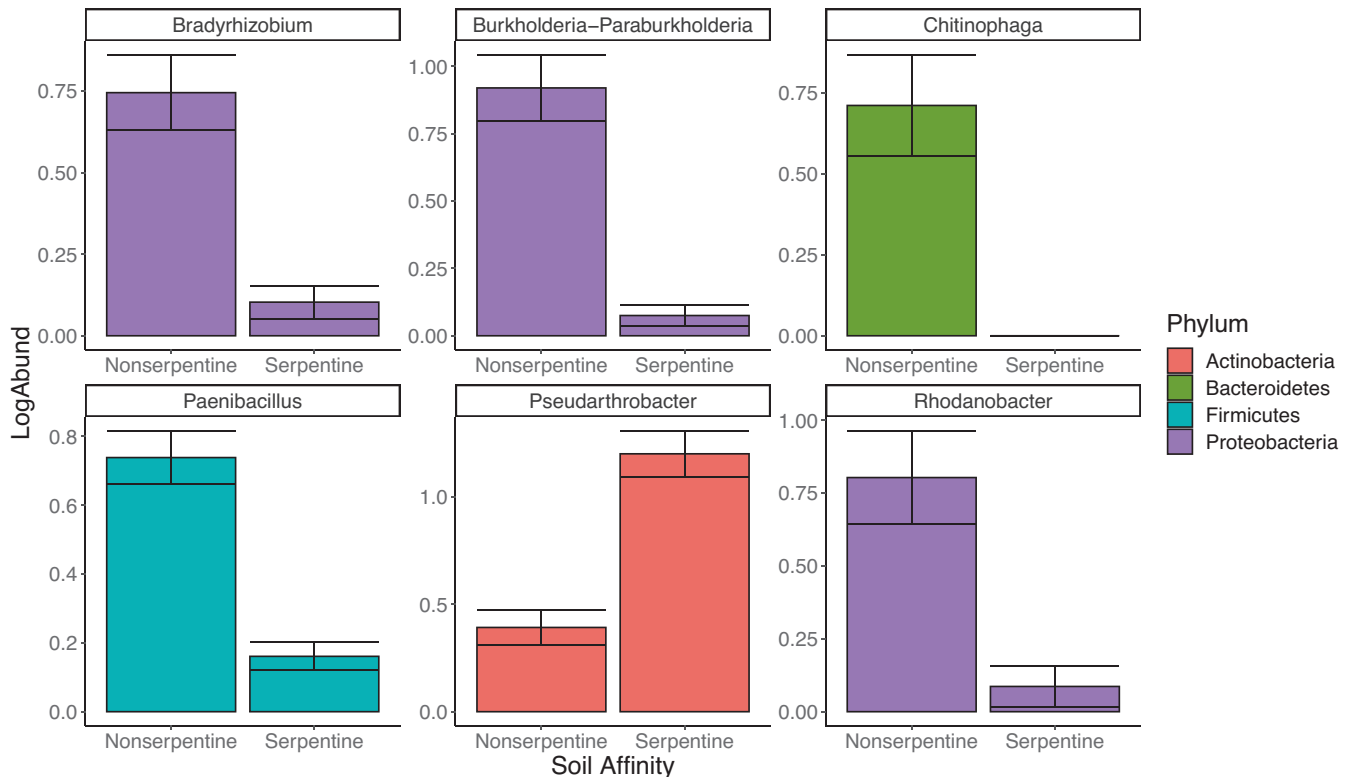 Bradyrhizobium
Burkholderia−Paraburkholderia
Chitinophaga
0.75
0.50
0.25
0.00
1.00
0.75
0.50
0.25
0.00
0.75
0.50
0.25
0.00
Nonserpentine Serpentine
Nonserpentine Serpentine
Nonserpentine Serpentine
Paenibacillus
Pseudarthrobacter
Rhodanobacter
0.8
0.6
0.4
0.2
0.0
1.0
0.5
0.0
1.00
0.75
0.50
0.25
0.00
Nonserpentine Serpentine
Nonserpentine Serpentine
Nonserpentine Serpentine
LogAbund
Soil Affinity
Phylum
Actinobacteria
Bacteroidetes
Firmicutes
Proteobacteria